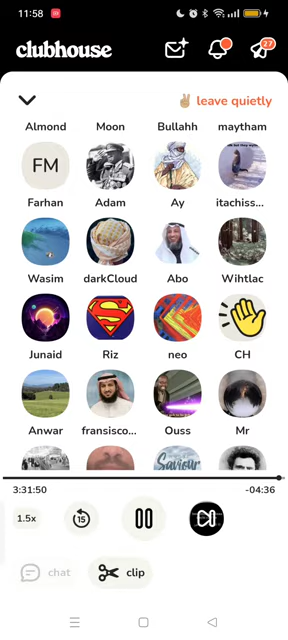 11:58
clubhouse
27
✌🏼 leave quietly
Almond Moon Bullahh maytham
FM
Farhan Adam Ay itachiss...
Wasim darkCloud Abo Wihtlac
Junaid Riz neo CH
Anwar fransisco... Ouss Mr
Saviour
3:31:50 -04:36
1.5x 15
chat clip